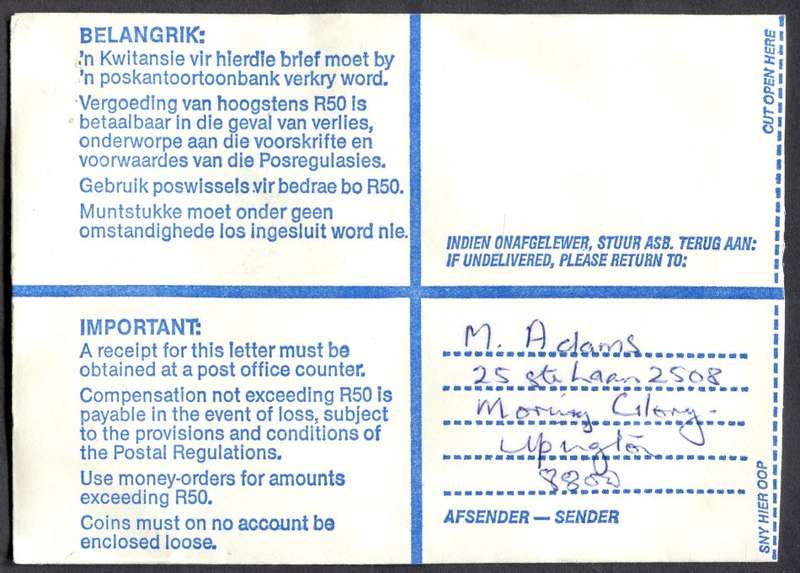 BELANGRIK:
'n Kwitansie vir hierdie brief moet by
'n poskantoortoonbank verkry word.
Vergoeding van hoogstens R50 is
betaalbaar in die geval van verlies,
onderworpe aan die voorskrifte en
voorwaardes van die Posregulasies.
Gebruik poswissels vir bedrae bo R50.
Muntstukke moet onder geen
omstandighede los ingesluit word nie.
CUT OPEN HERE
INDIEN ONAFGELEWER, STUUR ASB. TERUG AAN:
IF UNDELIVERED, PLEASE RETURN TO:
IMPORTANT:
A receipt for this letter must be
obtained at a post office counter.
Compensation not exceeding R50 is
payable in the event of loss, subject
to the provisions and conditions of
the Postal Regulations.
Use money-orders for amounts
exceeding R50.
Coins must on no account be
enclosed loose.
M. Adams
25 ste Laan 2508
Moring Glory.
Upington
8800
AFSENDER — SENDER
SNY HIER OOP